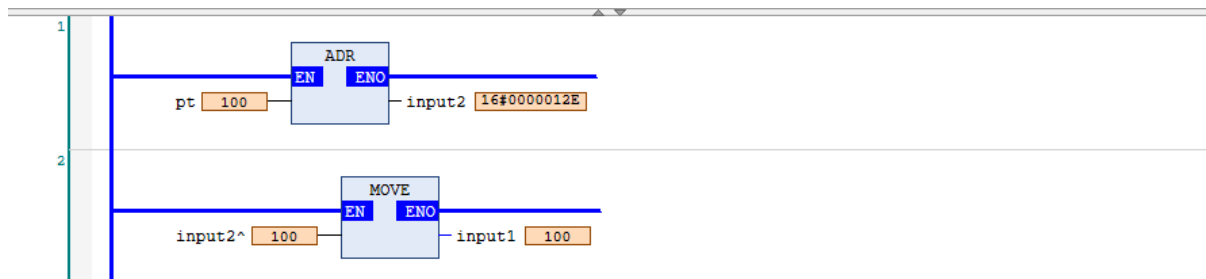 1
ADR
EN ENO
pt 100 input2 16#0000012E
2
MOVE
EN ENO
input2^ 100 input1 100